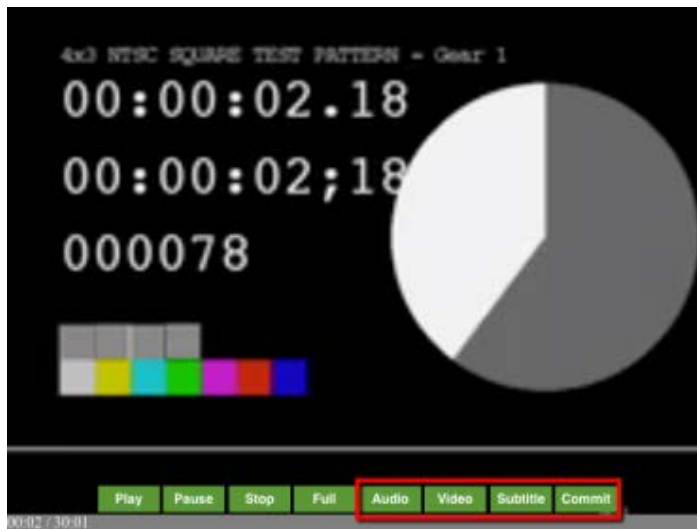 4x3 NTSC SQUARE TEST PATTERN - Gear 1
00:00:02.18
00:00:02;18
000078
Play Pause Stop Full Audio Video Subtitle Commit
00:02 / 30:01